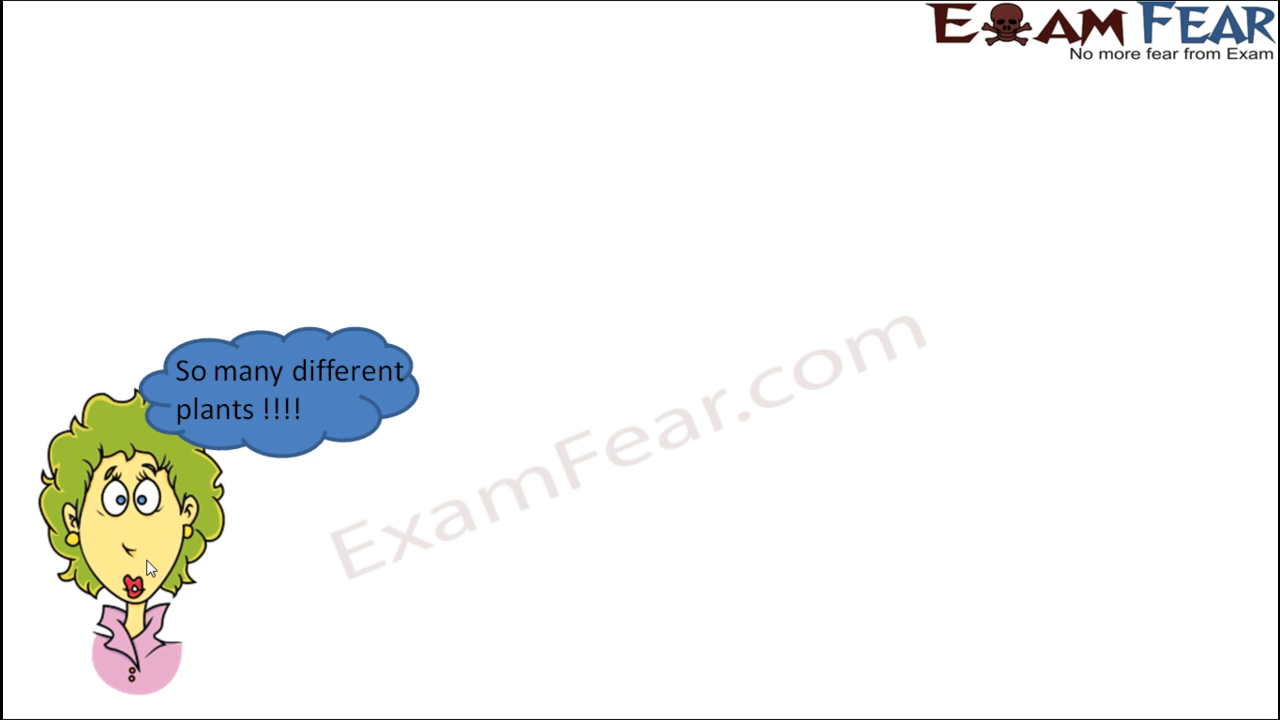 EXAM FEAR
No more fear from Exam
So many different
plants !!!!
ExamFear.com